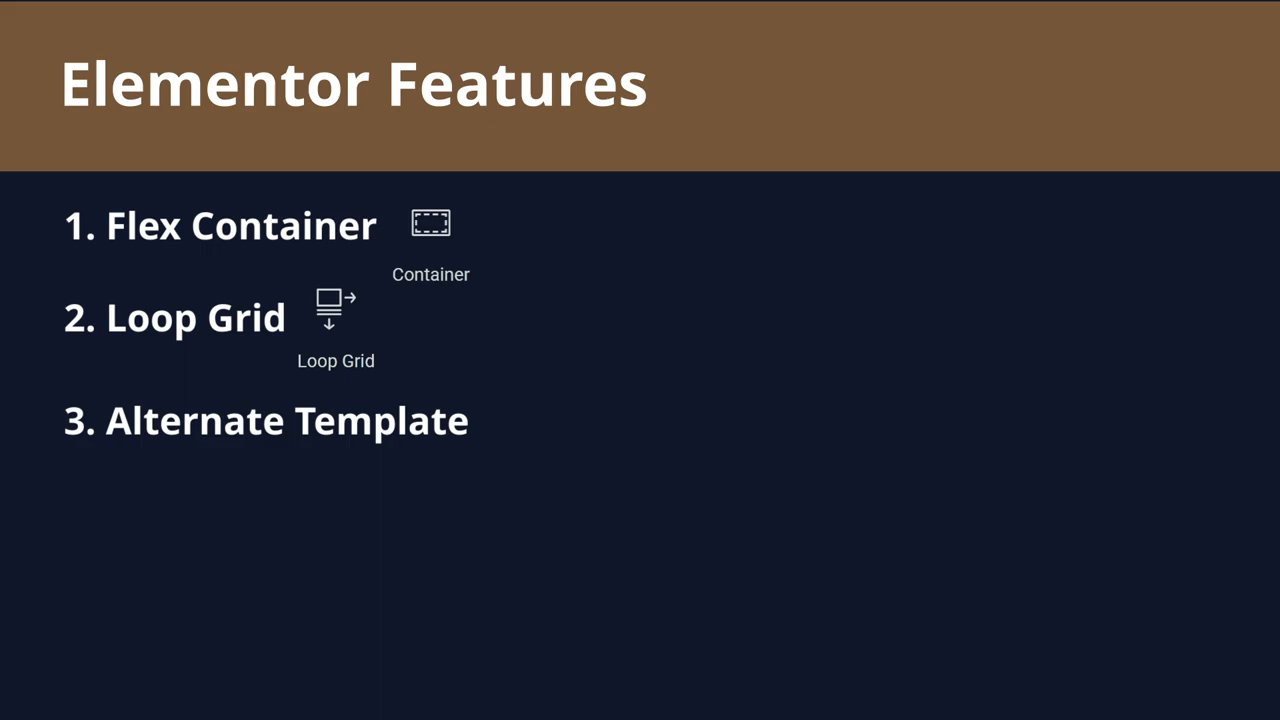 Elementor Features
1. Flex Container
Container
2. Loop Grid
Loop Grid
3. Alternate Template